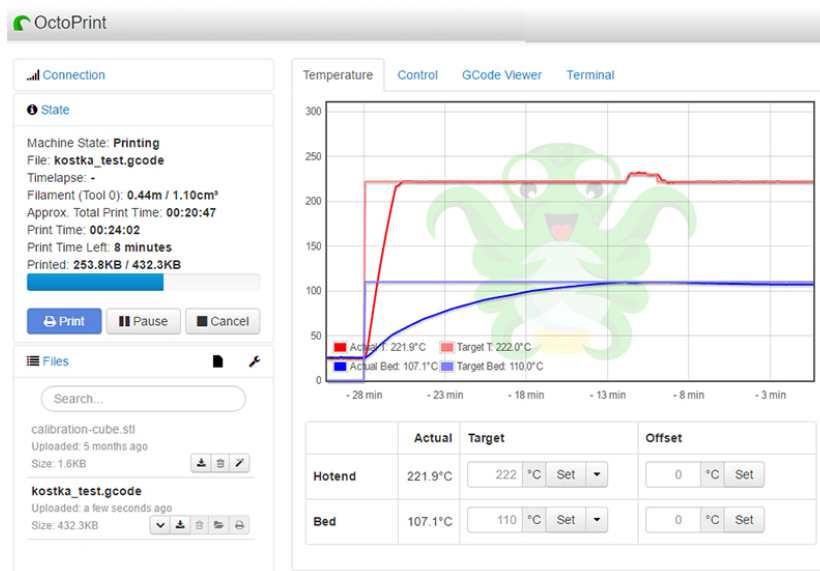 OctoPrint
Connection
State
Machine State: Printing
File: kostka_test.gcode
Timelapse: -
Filament (Tool 0): 0.44m / 1.10cm³
Approx. Total Print Time: 00:20:47
Print Time: 00:24:02
Print Time Left: 8 minutes
Printed: 253.8KB / 432.3KB
Print Pause Cancel
Files
Search...
calibration-cube.stl
Uploaded: 5 months ago
Size: 1.6KB
kostka_test.gcode
Uploaded: a few seconds ago
Size: 432.3KB
Temperature Control GCode Viewer Terminal
300
250
200
150
100
50
0
Actual T: 221.9°C Target T: 222.0°C
Actual Bed: 107.1°C Target Bed: 110.0°C
- 28 min - 23 min - 18 min - 13 min - 8 min - 3 min
Actual Target Offset
Hotend 221.9°C 222 °C Set 0 °C Set
Bed 107.1°C 110 °C Set 0 °C Set